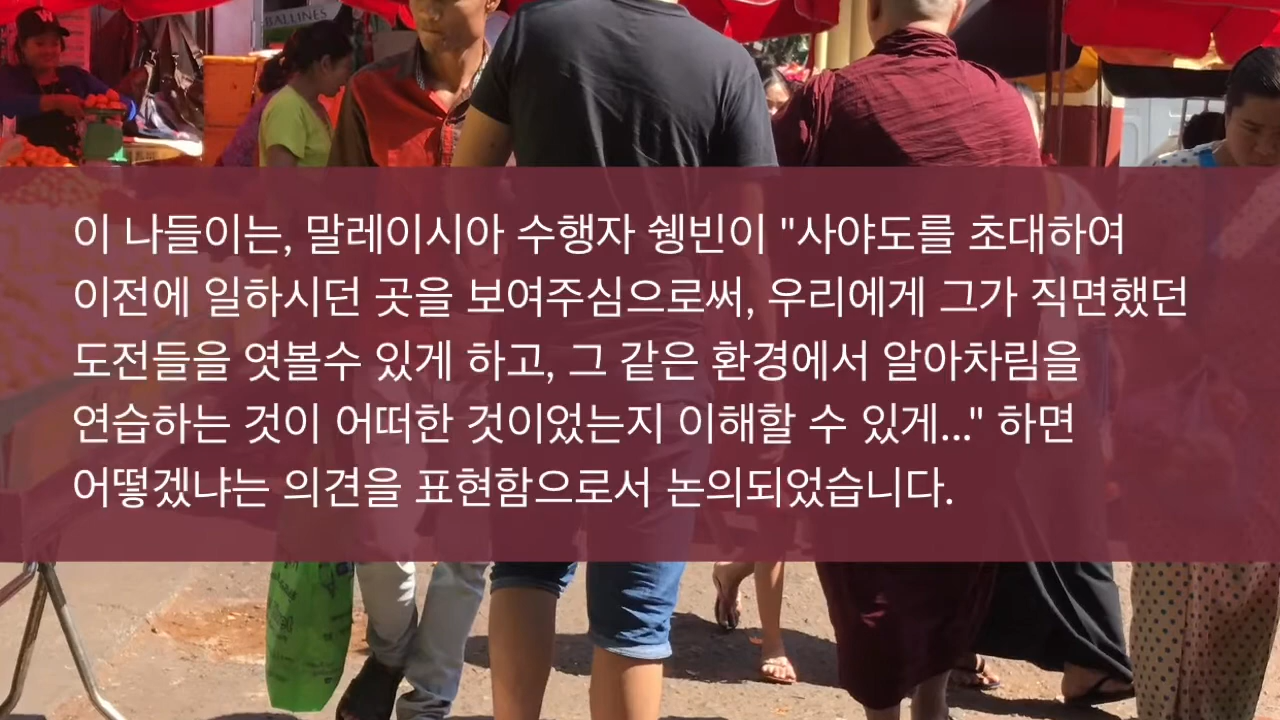 BALLINES
이 나들이는, 말레이시아 수행자 쉥빈이 "사야도를 초대하여
이전에 일하시던 곳을 보여주심으로써, 우리에게 그가 직면했던
도전들을 엿볼수 있게 하고, 그 같은 환경에서 알아차림을
연습하는 것이 어떠한 것이었는지 이해할 수 있게..." 하면
어떻겠냐는 의견을 표현함으로서 논의되었습니다.